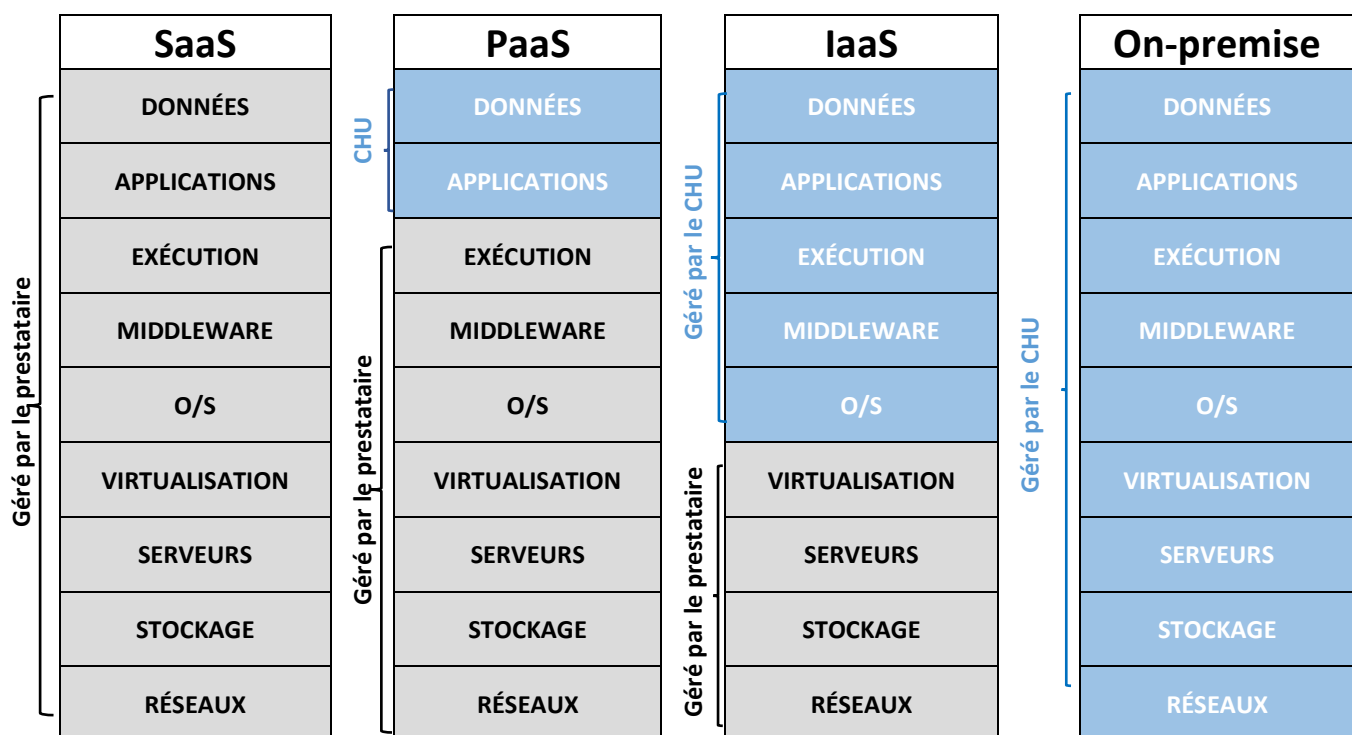 SaaS
PaaS
IaaS
On-premise
DONNÉES
APPLICATIONS
EXÉCUTION
MIDDLEWARE
O/S
VIRTUALISATION
SERVEURS
STOCKAGE
RÉSEAUX
Géré par le prestataire
DONNÉES
APPLICATIONS
EXÉCUTION
MIDDLEWARE
O/S
VIRTUALISATION
SERVEURS
STOCKAGE
RÉSEAUX
CHU
Géré par le prestataire
DONNÉES
APPLICATIONS
EXÉCUTION
MIDDLEWARE
O/S
VIRTUALISATION
SERVEURS
STOCKAGE
RÉSEAUX
Géré par le CHU
Géré par le prestataire
DONNÉES
APPLICATIONS
EXÉCUTION
MIDDLEWARE
O/S
VIRTUALISATION
SERVEURS
STOCKAGE
RÉSEAUX
Géré par le CHU